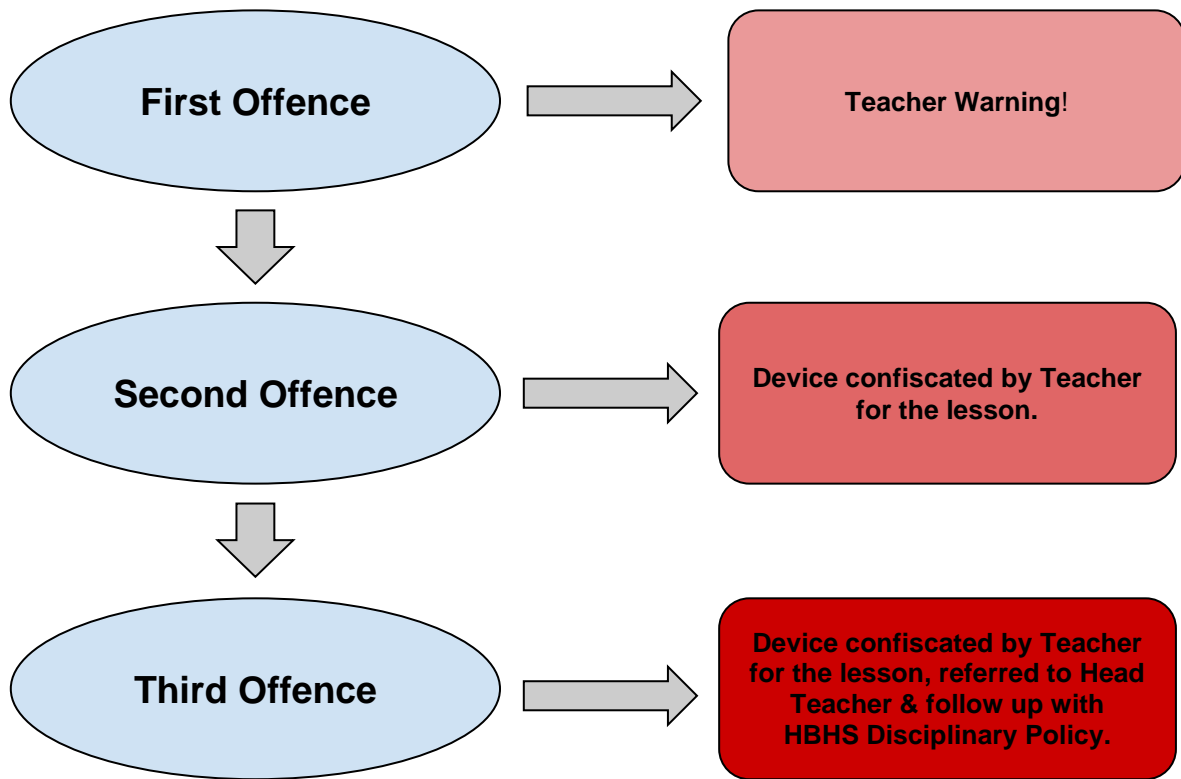 First Offence
Teacher Warning!
Second Offence
Device confiscated by Teacher
for the lesson.
Third Offence
Device confiscated by Teacher
for the lesson, referred to Head
Teacher & follow up with
HBHS Disciplinary Policy.